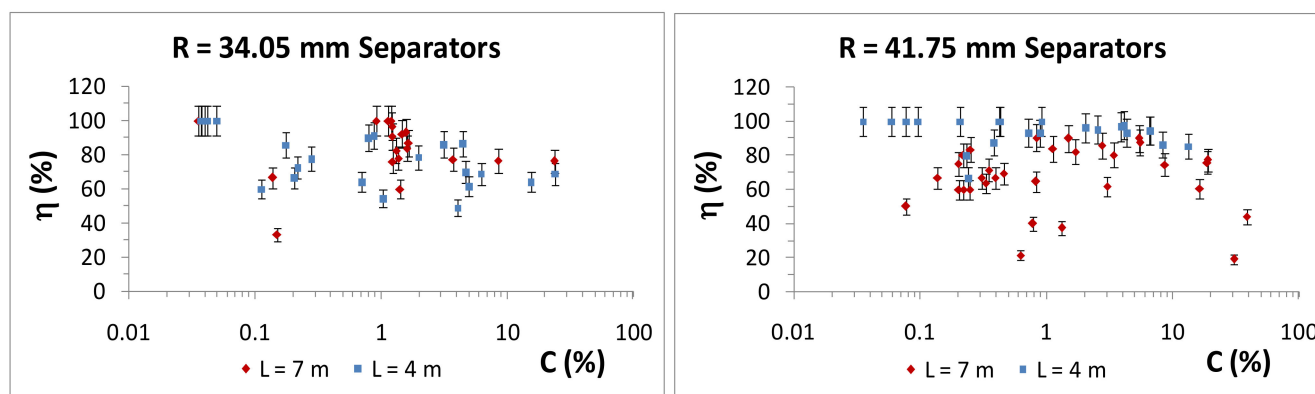 R = 34.05 mm Separators
120
100
80
60
40
20
0
η (%)
0.01 0.1 1 10 100
C (%)
L = 7 m L = 4 m
R = 41.75 mm Separators
120
100
80
60
40
20
0
η (%)
0.01 0.1 1 10 100
C (%)
L = 7 m L = 4 m